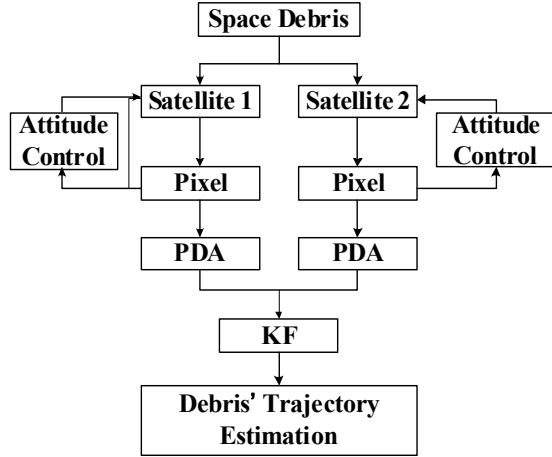 Space Debris
Satellite 1
Satellite 2
Attitude
Control
Attitude
Control
Pixel
Pixel
PDA
PDA
KF
Debris’ Trajectory
Estimation